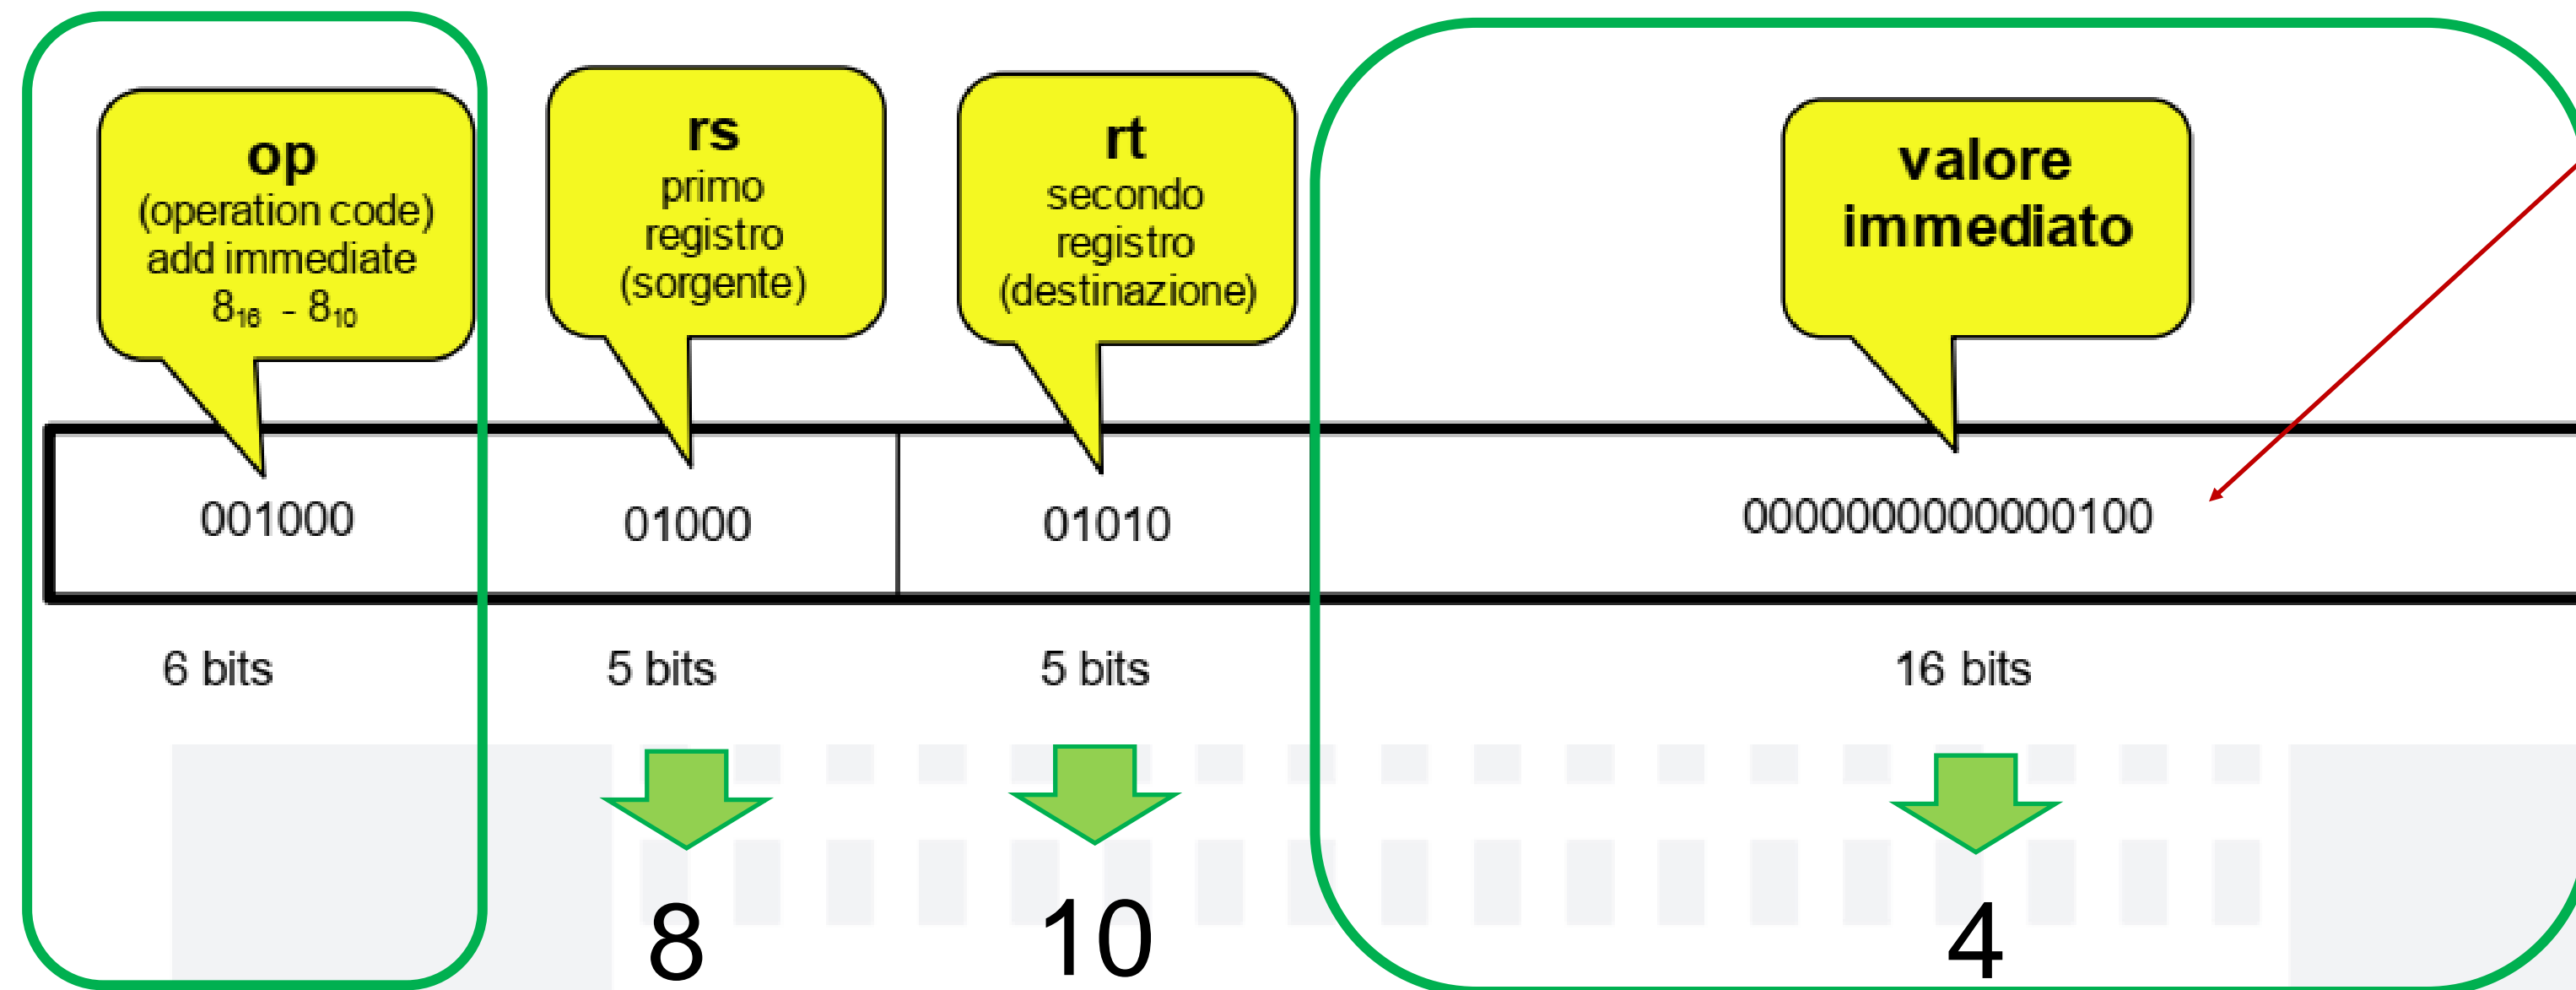 op
(operation code)
add immediate
8₁₆ - 8₁₀
rs
primo
registro
(sorgente)
rt
secondo
registro
(destinazione)
valore
immediato
001000
01000
01010
0000000000000100
6 bits
5 bits
5 bits
16 bits
8
10
4